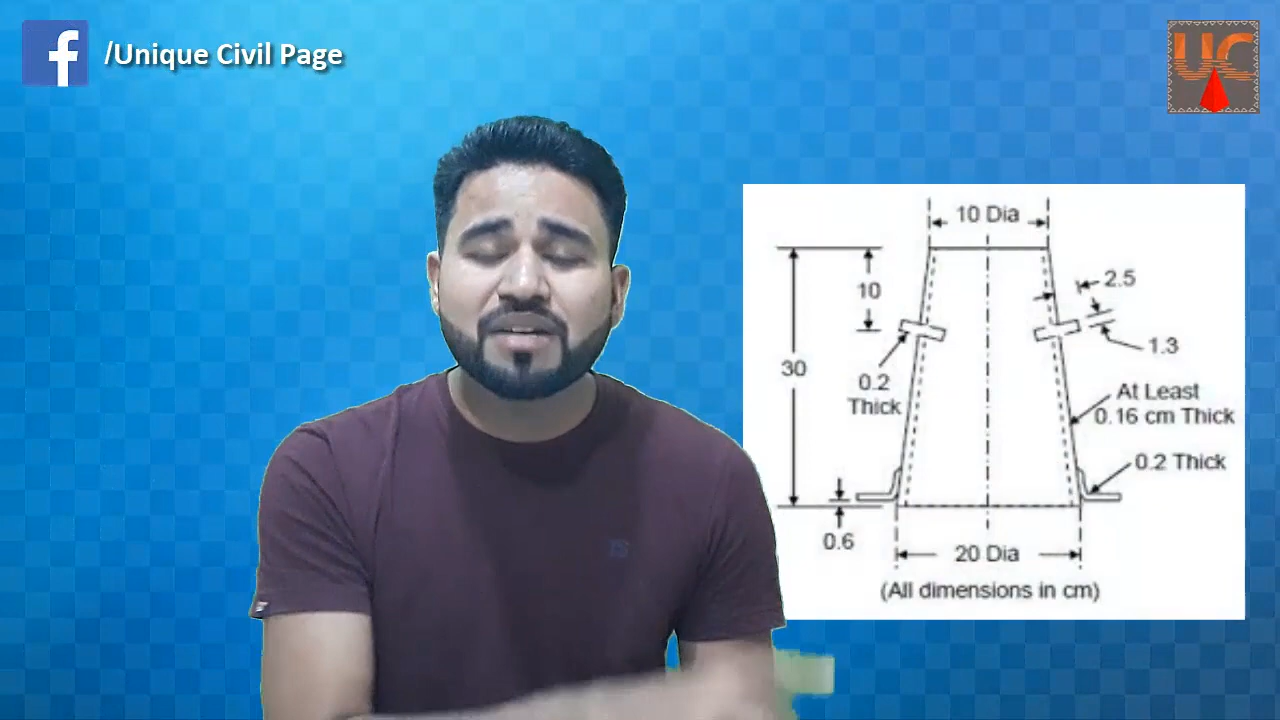 f /Unique Civil Page
UC
10 Dia
10
2.5
1.3
30
0.2
Thick
At Least
0.16 cm Thick
0.2 Thick
0.6
20 Dia
(All dimensions in cm)